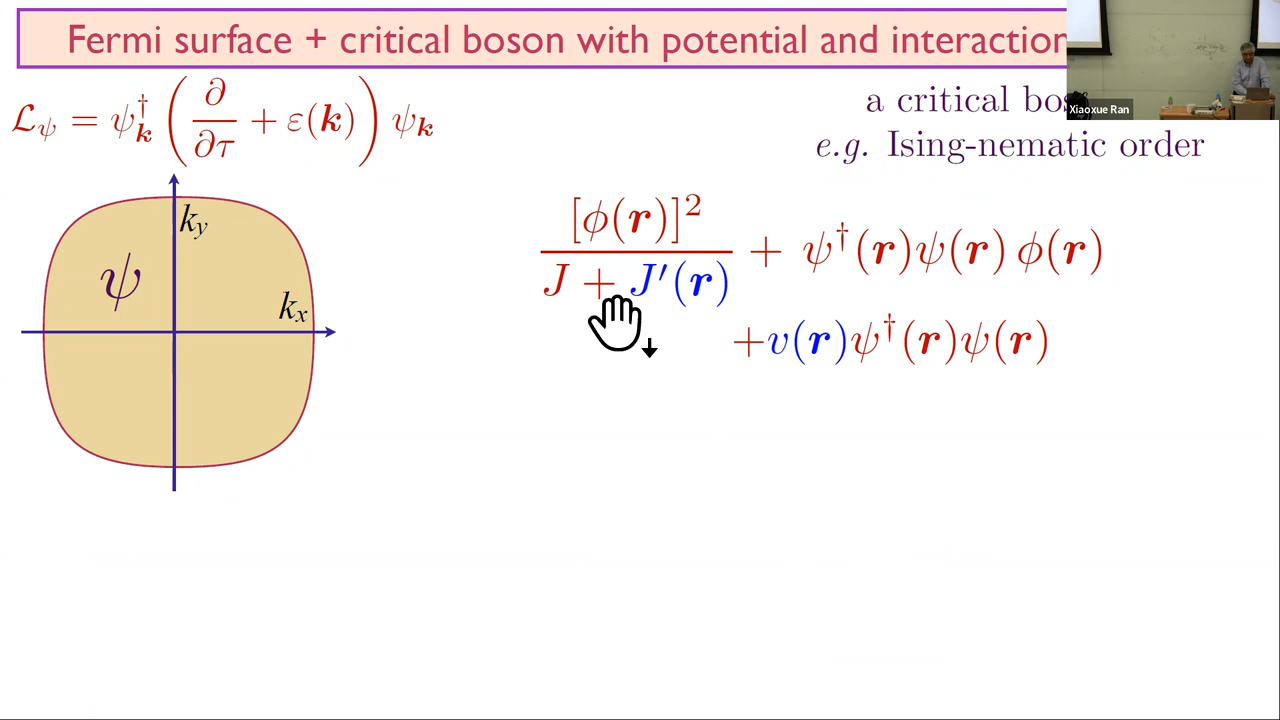 Fermi surface + critical boson with potential and interaction
Xiaoxue Ran
a critical
e.g. Ising-nematic order
ℒ_ψ = ψ†_𝒌 ( ∂/∂τ + ε(𝒌) ) ψ_𝒌
k_y
ψ
k_x
[ϕ(𝒓)]² / (J + J′(𝒓)) + ψ†(𝒓)ψ(𝒓) ϕ(𝒓)
+v(𝒓)ψ†(𝒓)ψ(𝒓)